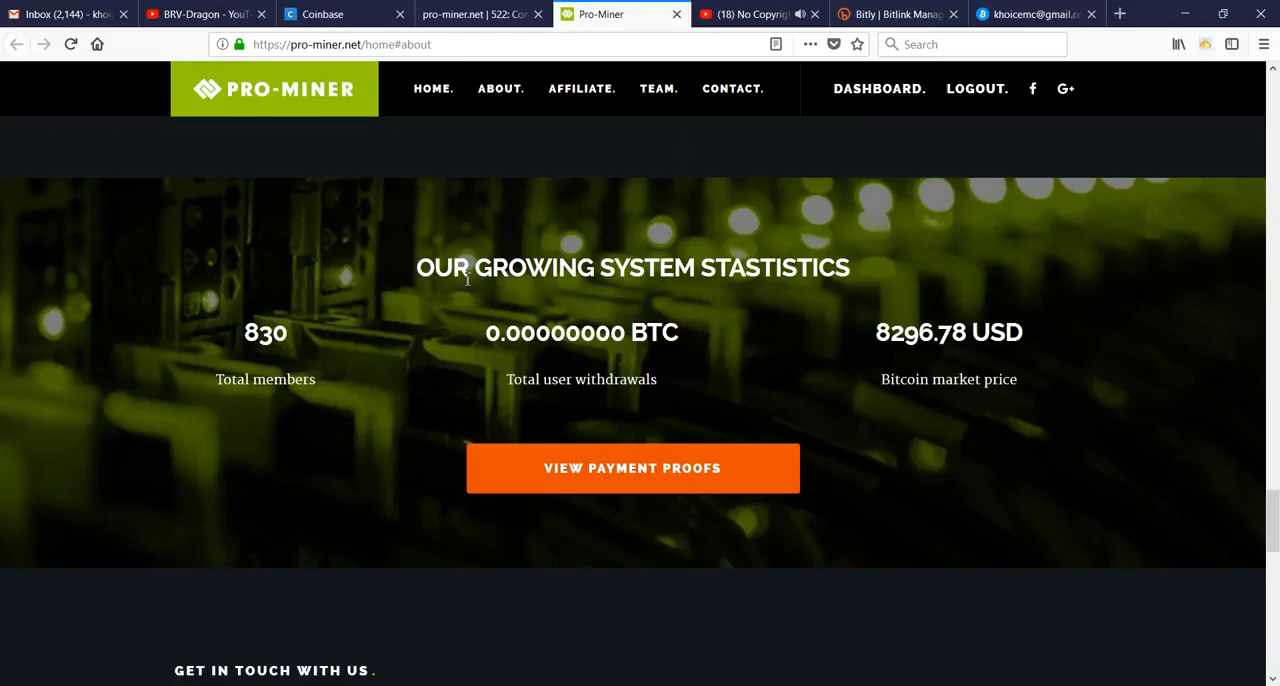 Inbox (2,144) - khoi
BRV-Dragon - YouT
Coinbase
pro-miner.net | 522: Con
Pro-Miner
(18) No Copyrigh
Bitly | Bitlink Manag
khoicemc@gmail.co
https://pro-miner.net/home#about
Search
PRO-MINER
HOME.
ABOUT.
AFFILIATE.
TEAM.
CONTACT.
DASHBOARD.
LOGOUT.
OUR GROWING SYSTEM STASTISTICS
830
0.00000000 BTC
8296.78 USD
Total members
Total user withdrawals
Bitcoin market price
VIEW PAYMENT PROOFS
GET IN TOUCH WITH US.